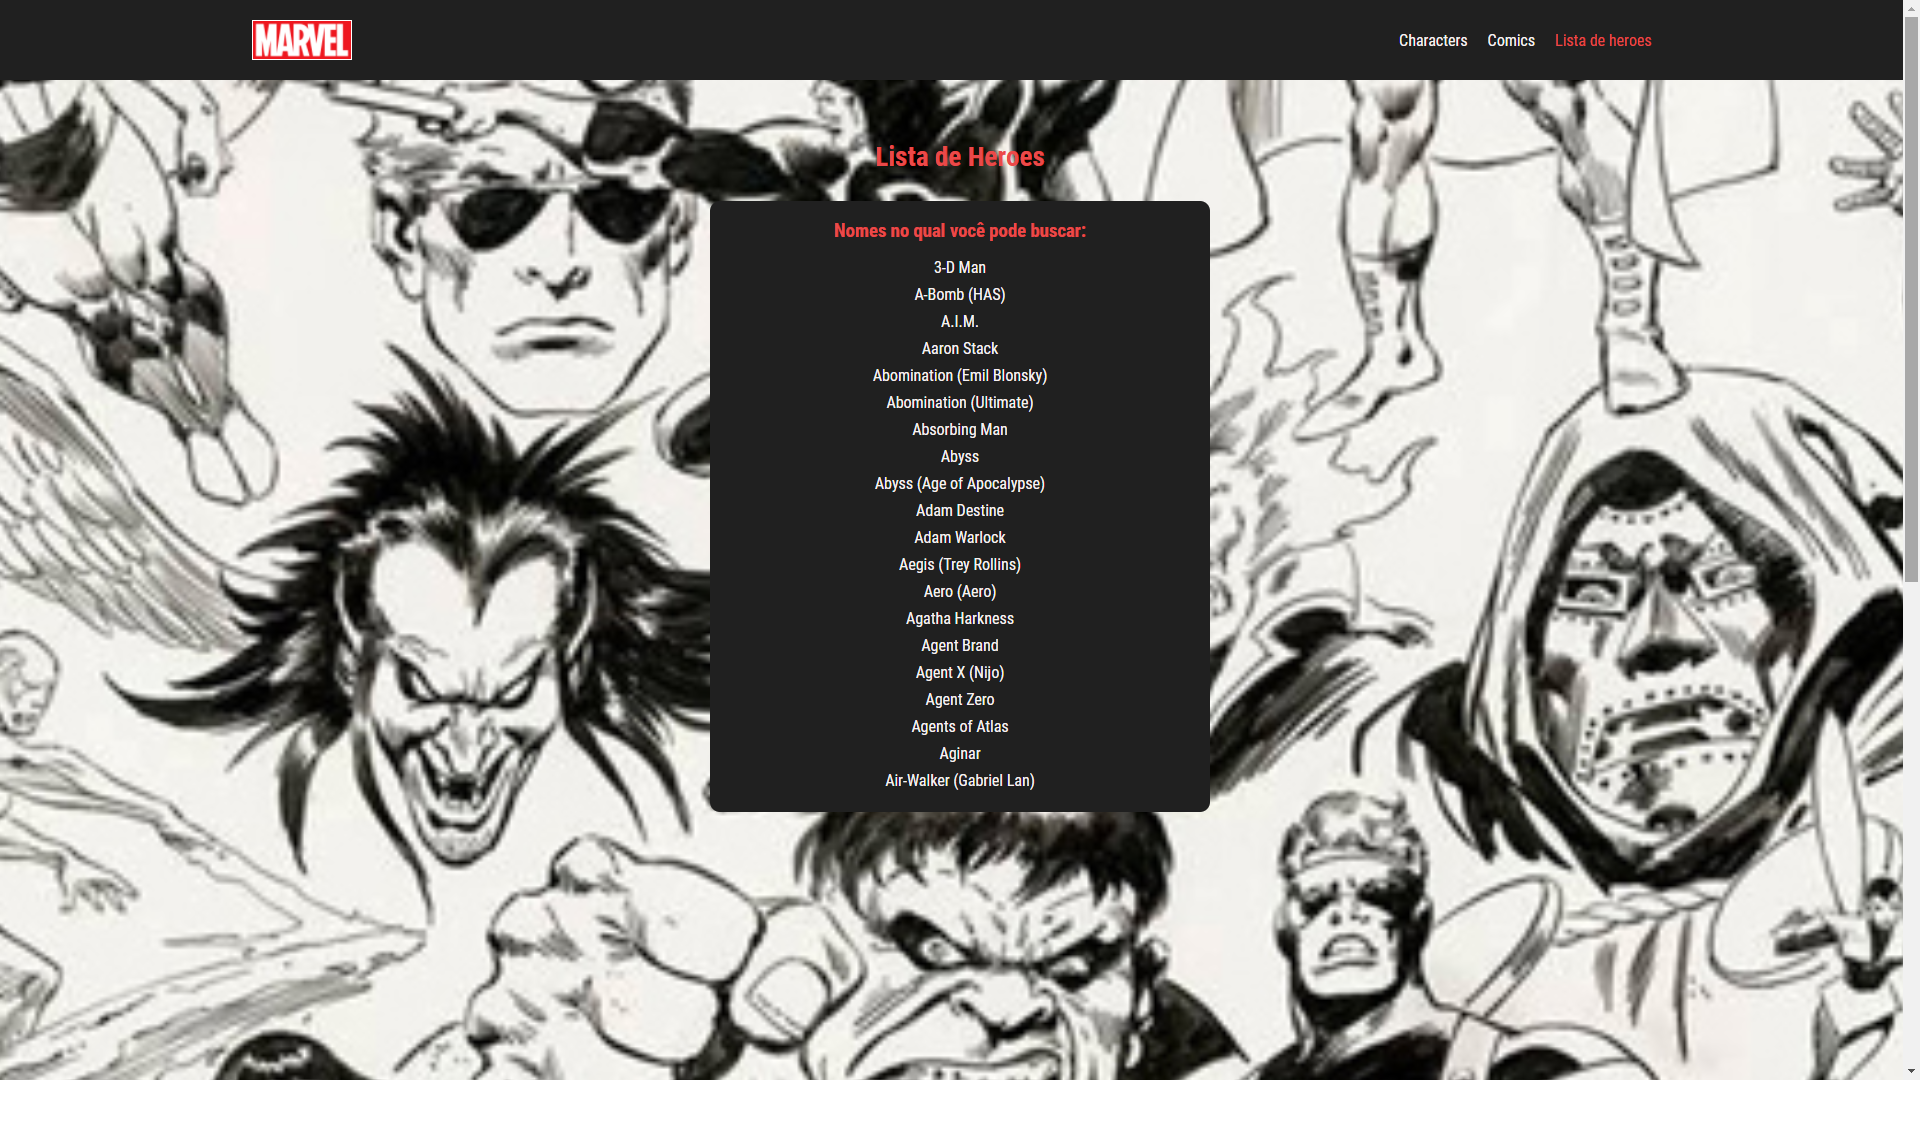 MARVEL
Characters Comics Lista de heroes
Lista de Heroes
Nomes no qual você pode buscar:
3-D Man
A-Bomb (HAS)
A.I.M.
Aaron Stack
Abomination (Emil Blonsky)
Abomination (Ultimate)
Absorbing Man
Abyss
Abyss (Age of Apocalypse)
Adam Destine
Adam Warlock
Aegis (Trey Rollins)
Aero (Aero)
Agatha Harkness
Agent Brand
Agent X (Nijo)
Agent Zero
Agents of Atlas
Aginar
Air-Walker (Gabriel Lan)